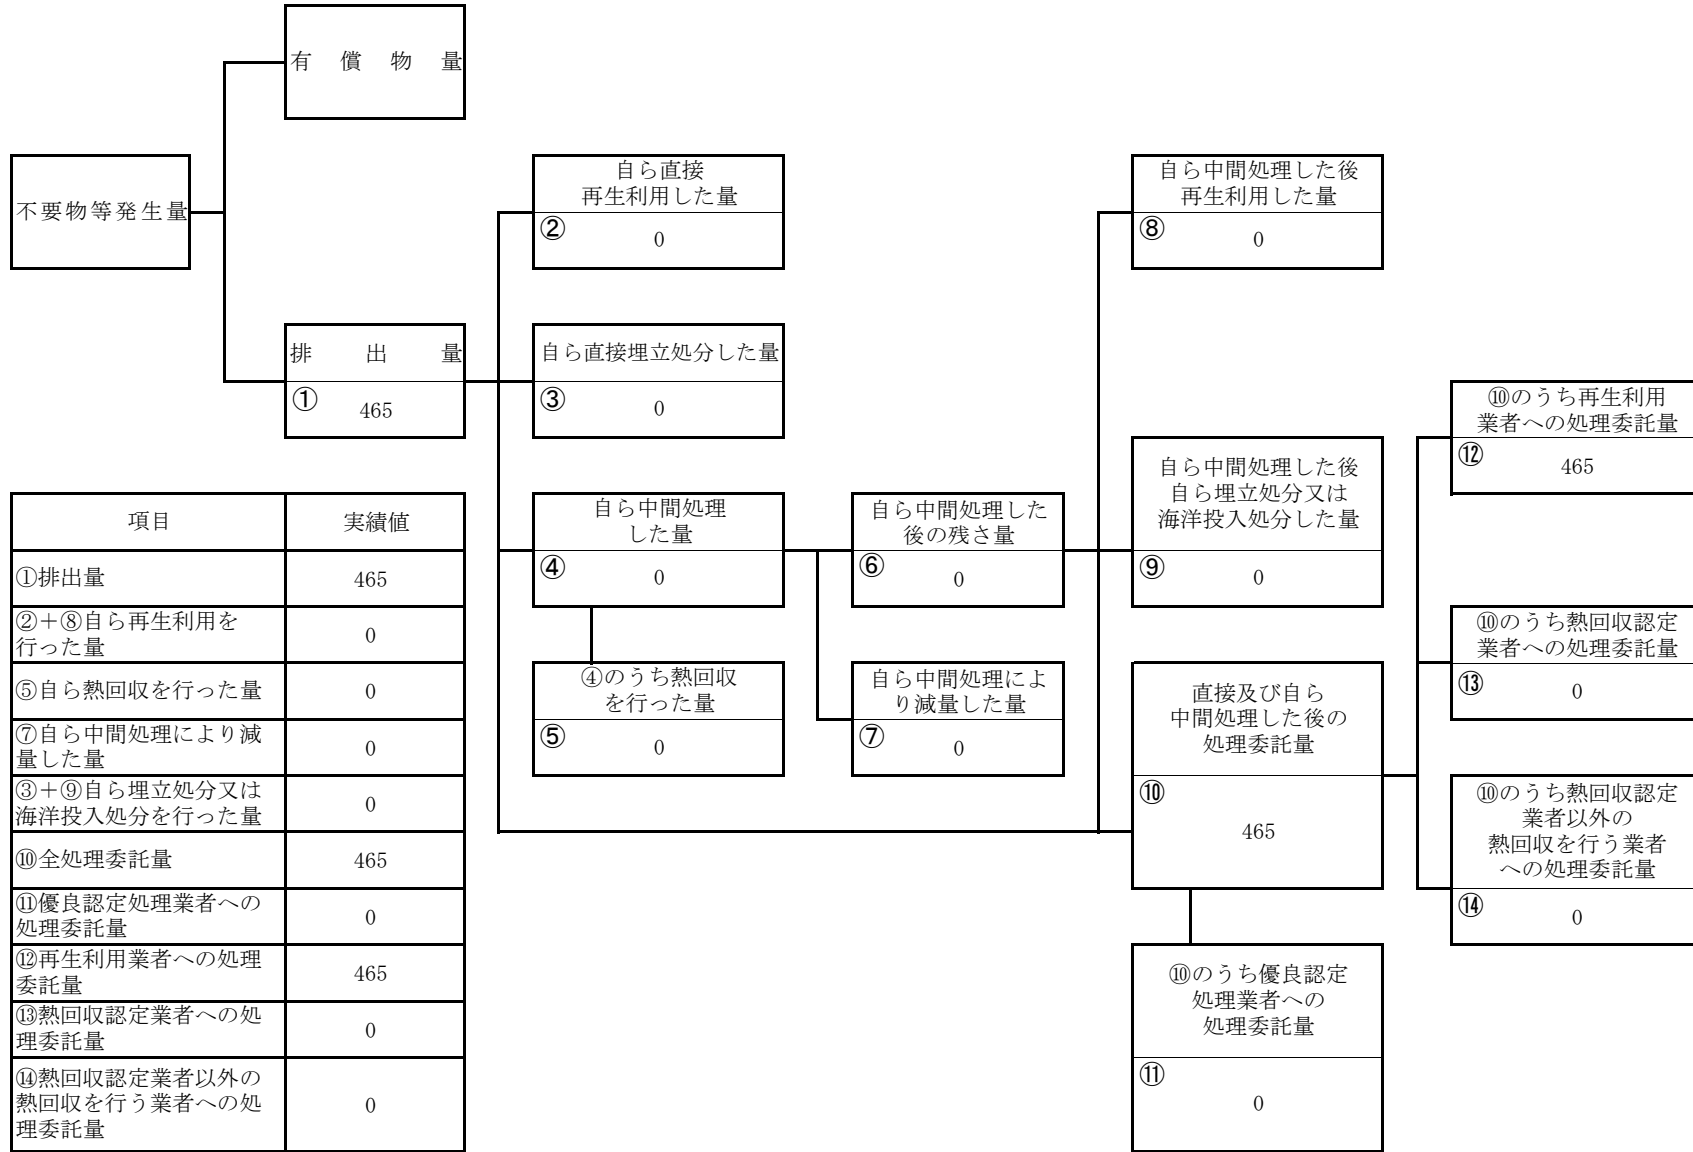 有償物量
不要物等発生量
自ら直接
再生利用した量
② 0
自ら中間処理した後
再生利用した量
⑧ 0
排出量
① 465
自ら直接埋立処分した量
③ 0
⑩のうち再生利用
業者への処理委託量
⑫ 465
自ら中間処理
した量
④ 0
自ら中間処理した
後の残さ量
⑥ 0
自ら中間処理した後
自ら埋立処分又は
海洋投入処分した量
⑨ 0
⑩のうち熱回収認定
業者への処理委託量
⑬ 0
④のうち熱回収
を行った量
⑤ 0
自ら中間処理によ
り減量した量
⑦ 0
直接及び自ら
中間処理した後の
処理委託量
⑩ 465
⑩のうち熱回収認定
業者以外の
熱回収を行う業者
への処理委託量
⑭ 0
⑩のうち優良認定
処理業者への
処理委託量
⑪ 0
項目 実績値
①排出量 465
②＋⑧自ら再生利用を
行った量 0
⑤自ら熱回収を行った量 0
⑦自ら中間処理により減
量した量 0
③＋⑨自ら埋立処分又は
海洋投入処分を行った量 0
⑩全処理委託量 465
⑪優良認定処理業者への
処理委託量 0
⑫再生利用業者への処理
委託量 465
⑬熱回収認定業者への処
理委託量 0
⑭熱回収認定業者以外の
熱回収を行う業者への処
理委託量 0